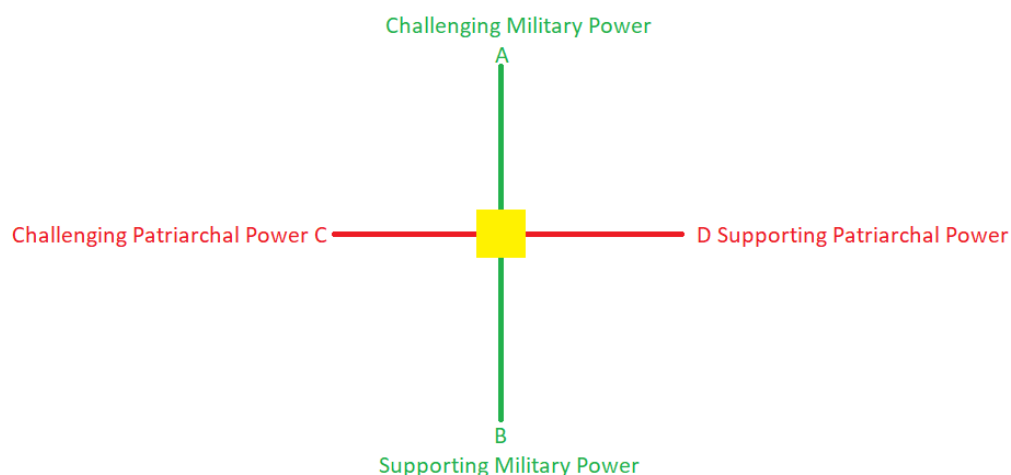 Challenging Military Power
A
Challenging Patriarchal Power C
D Supporting Patriarchal Power
B
Supporting Military Power